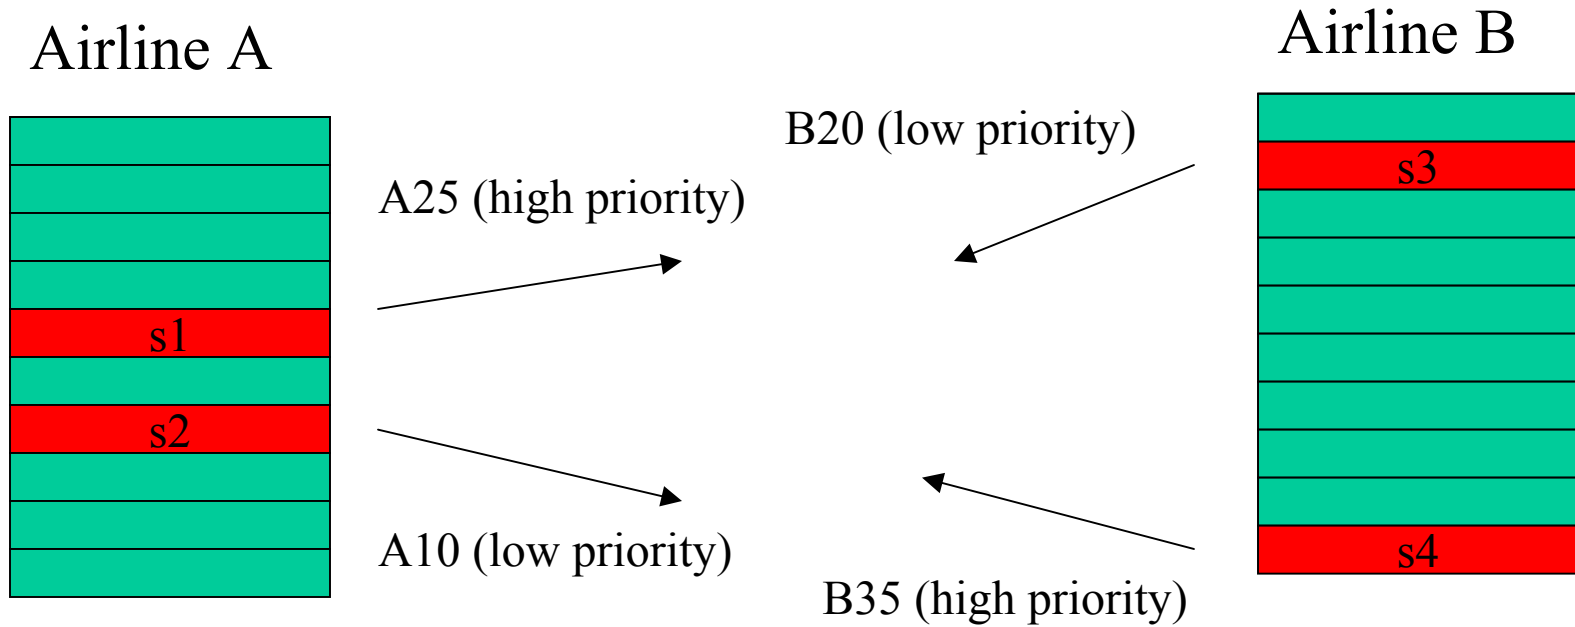 Airline A
Airline B
B20 (low priority)
s3
A25 (high priority)
s1
s2
A10 (low priority)
s4
B35 (high priority)